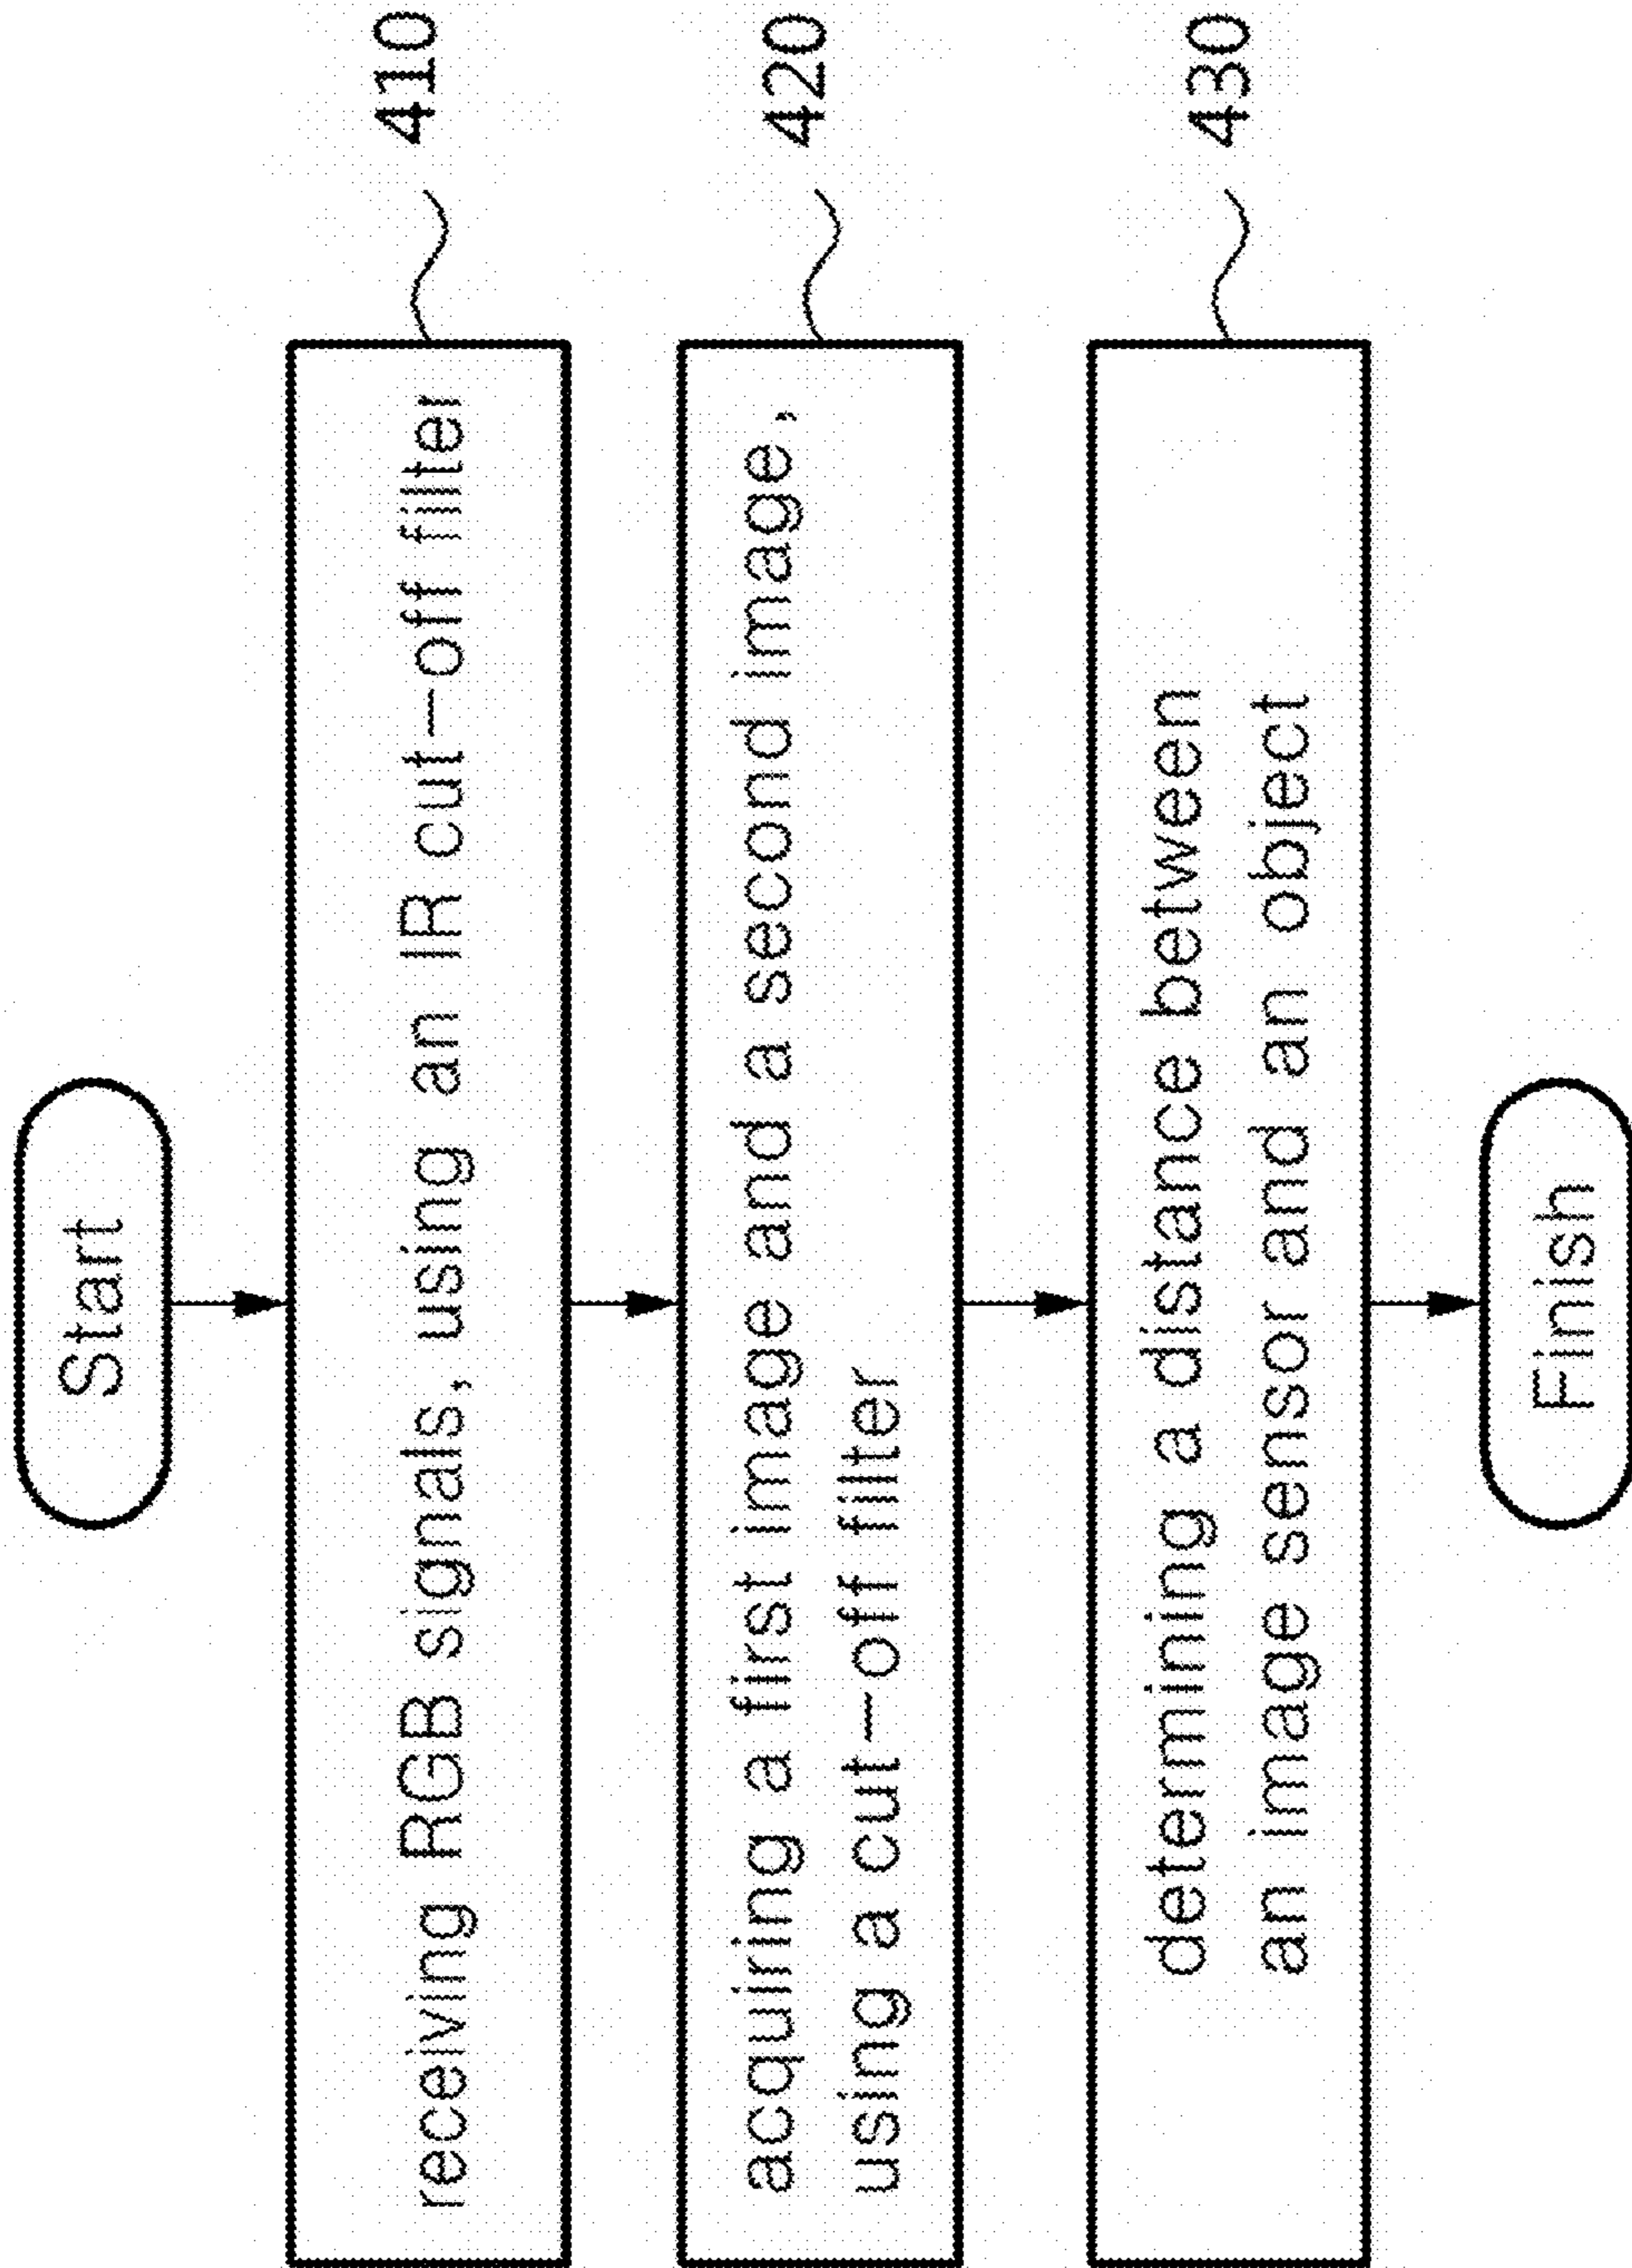 Start
receiving RGB signals, using an IR cut-off filter
410
acquiring a first image and a second image,
using a cut-off filter
420
determining a distance between
an image sensor and an object
430
Finish